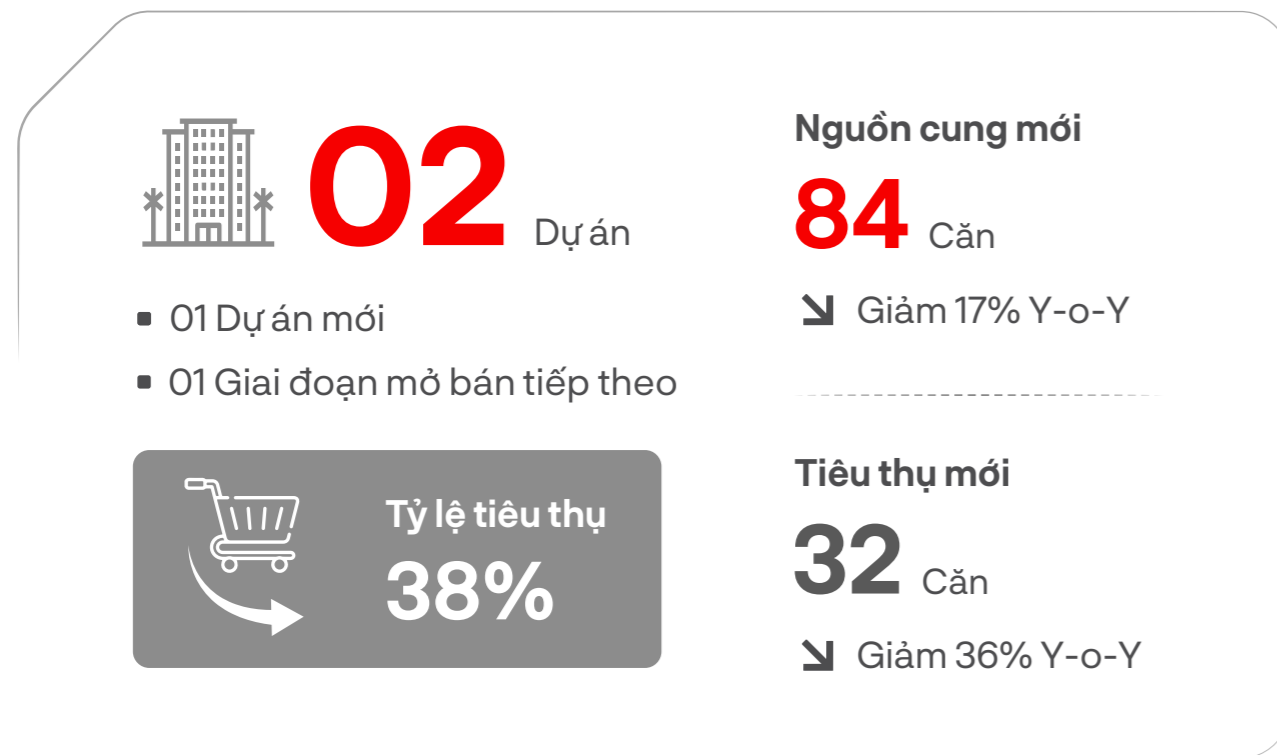 02 Dự án
▪ 01 Dự án mới
▪ 01 Giai đoạn mở bán tiếp theo
Tỷ lệ tiêu thụ
38%
Nguồn cung mới
84 Căn
Giảm 17% Y-o-Y
Tiêu thụ mới
32 Căn
Giảm 36% Y-o-Y